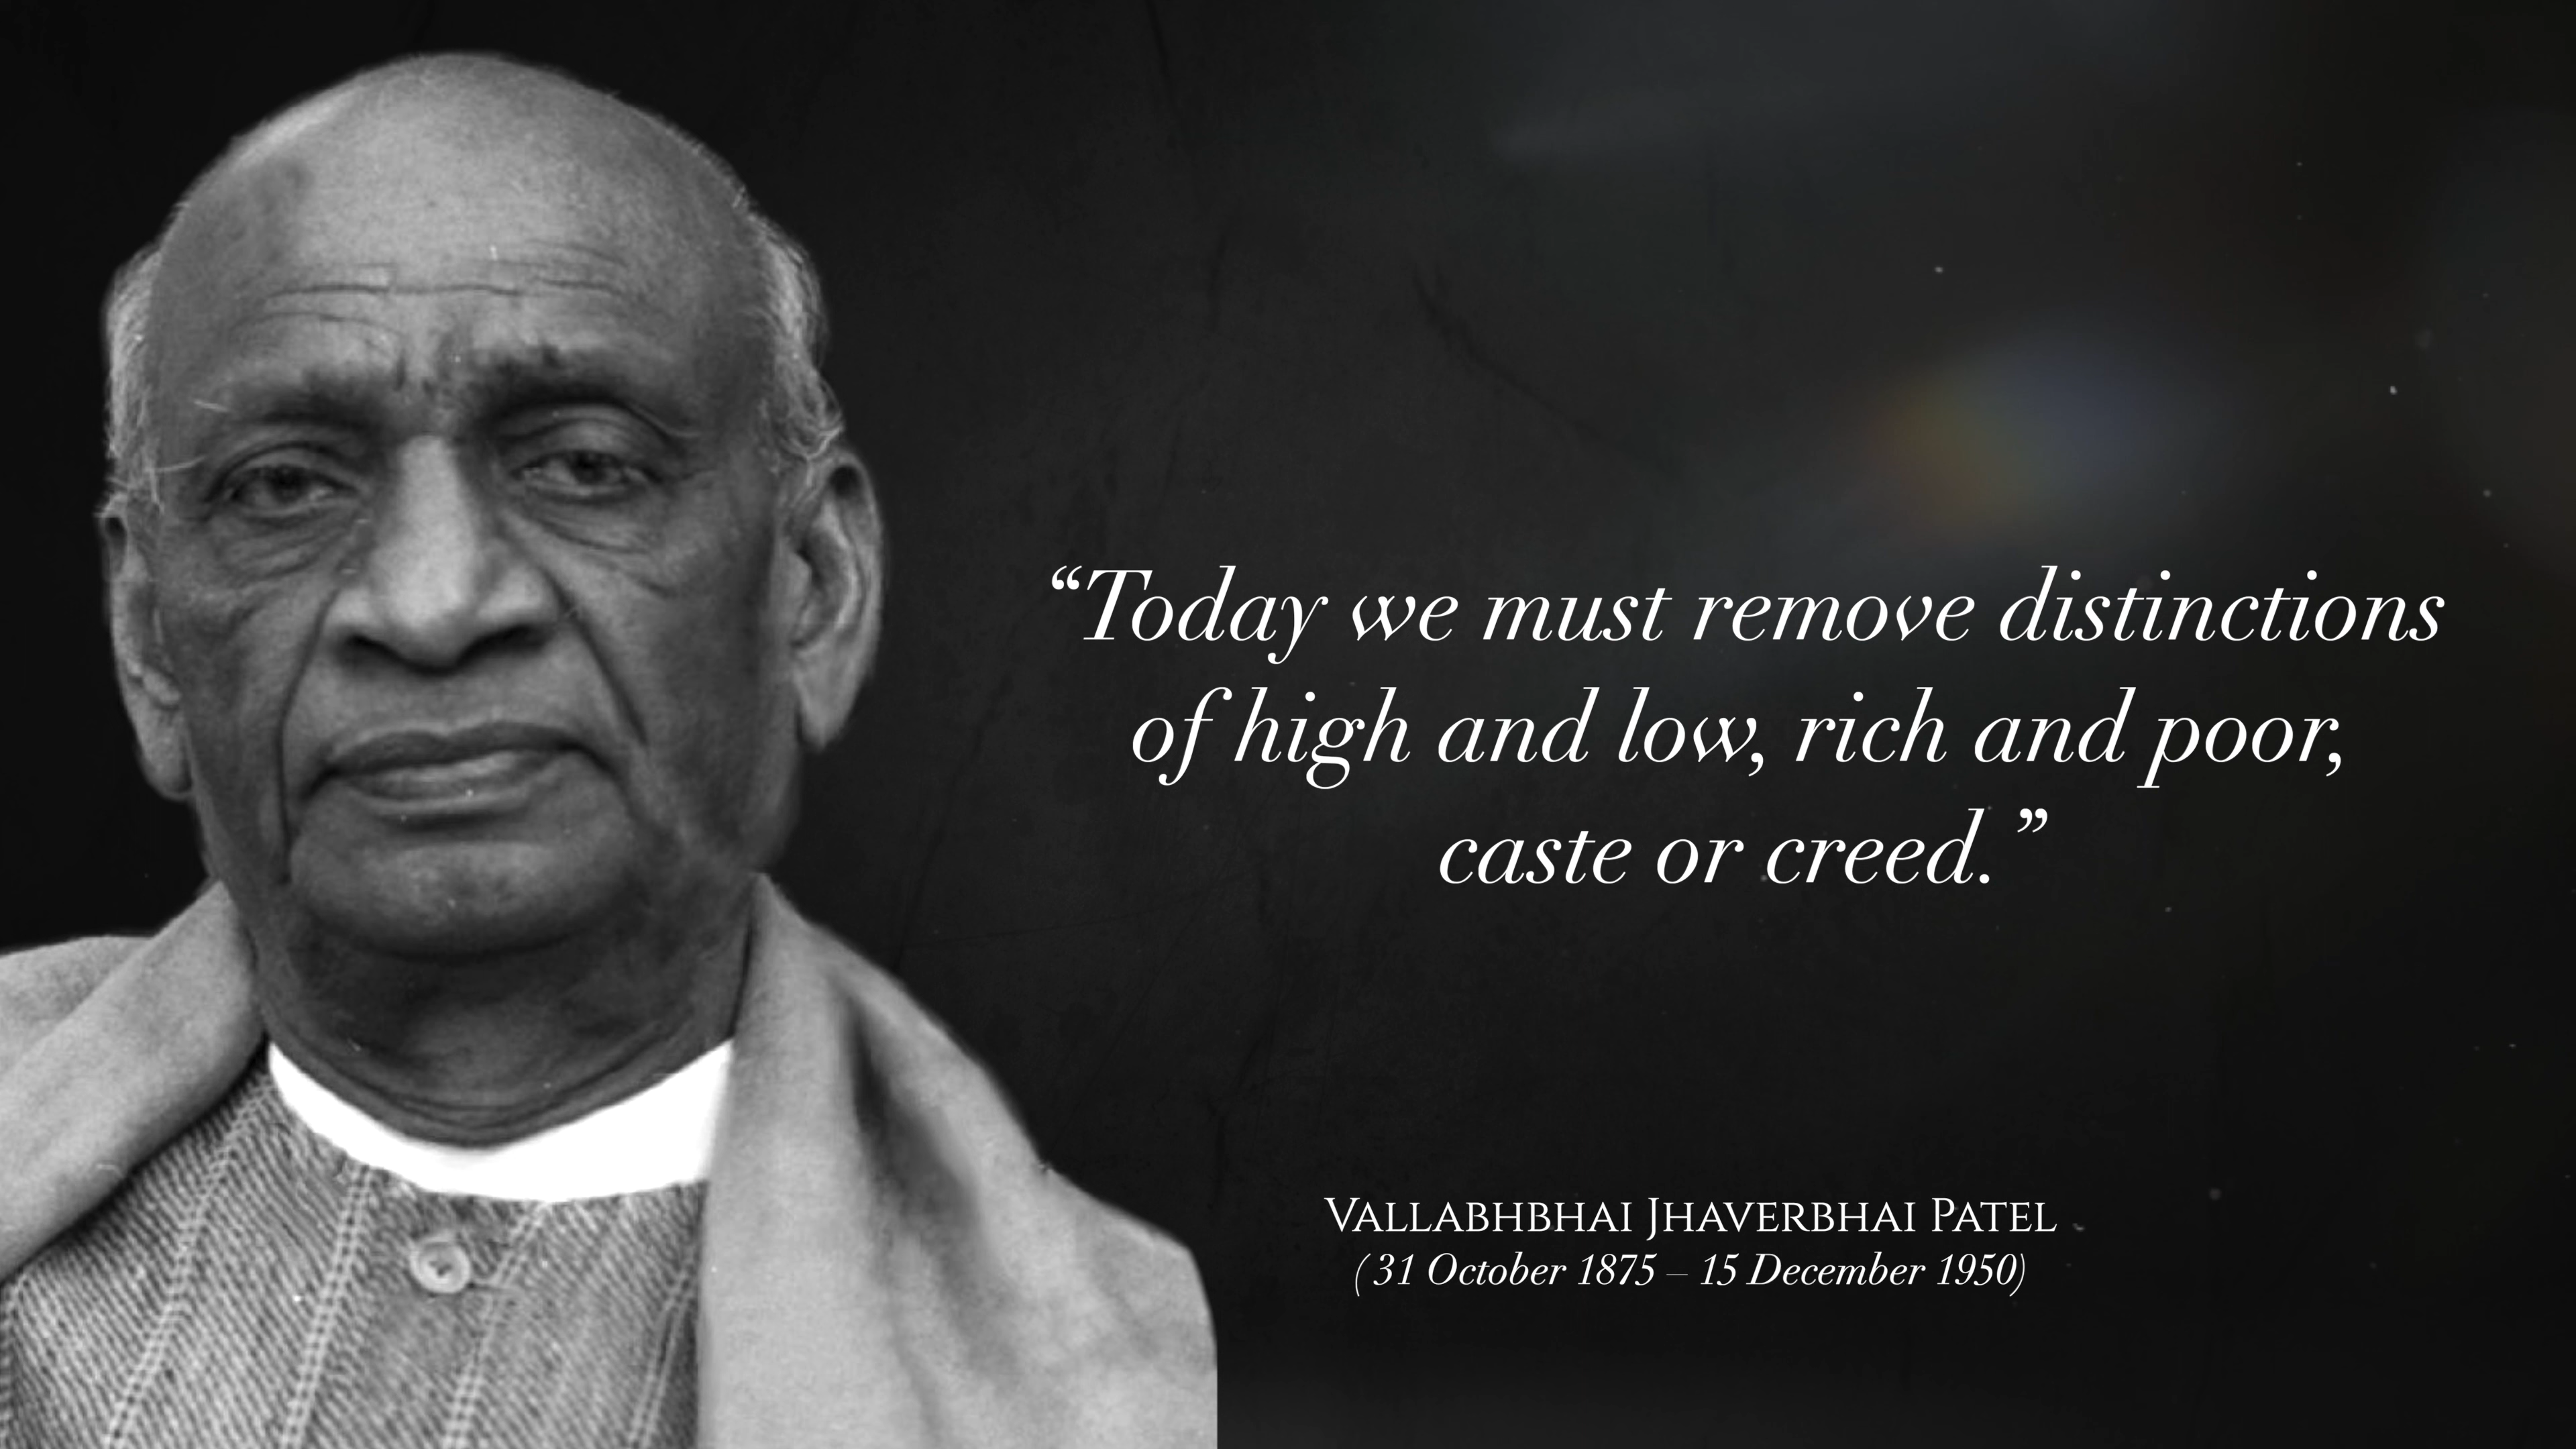 “Today we must remove distinctions
of high and low, rich and poor,
caste or creed.”
Vallabhbhai Jhaverbhai Patel
( 31 October 1875 – 15 December 1950)